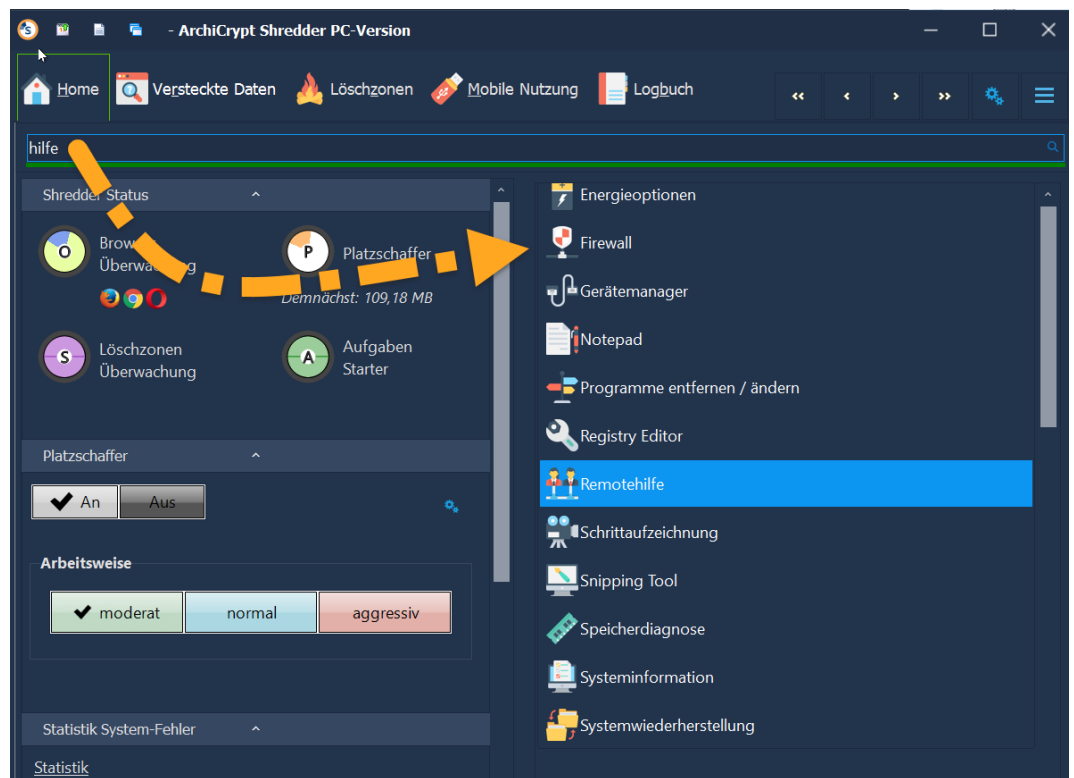 - ArchiCrypt Shredder PC-Version
Home
Versteckte Daten
Löschzonen
Mobile Nutzung
Logbuch
hilfe
Shredder Status
O
Browser
Überwachung
P
Platzschaffer
Demnächst: 109,18 MB
S
Löschzonen
Überwachung
A
Aufgaben
Starter
Platzschaffer
An
Aus
Arbeitsweise
moderat
normal
aggressiv
Statistik System-Fehler
Statistik
Energieoptionen
Firewall
Gerätemanager
Notepad
Programme entfernen / ändern
Registry Editor
Remotehilfe
Schrittaufzeichnung
Snipping Tool
Speicherdiagnose
Systeminformation
Systemwiederherstellung